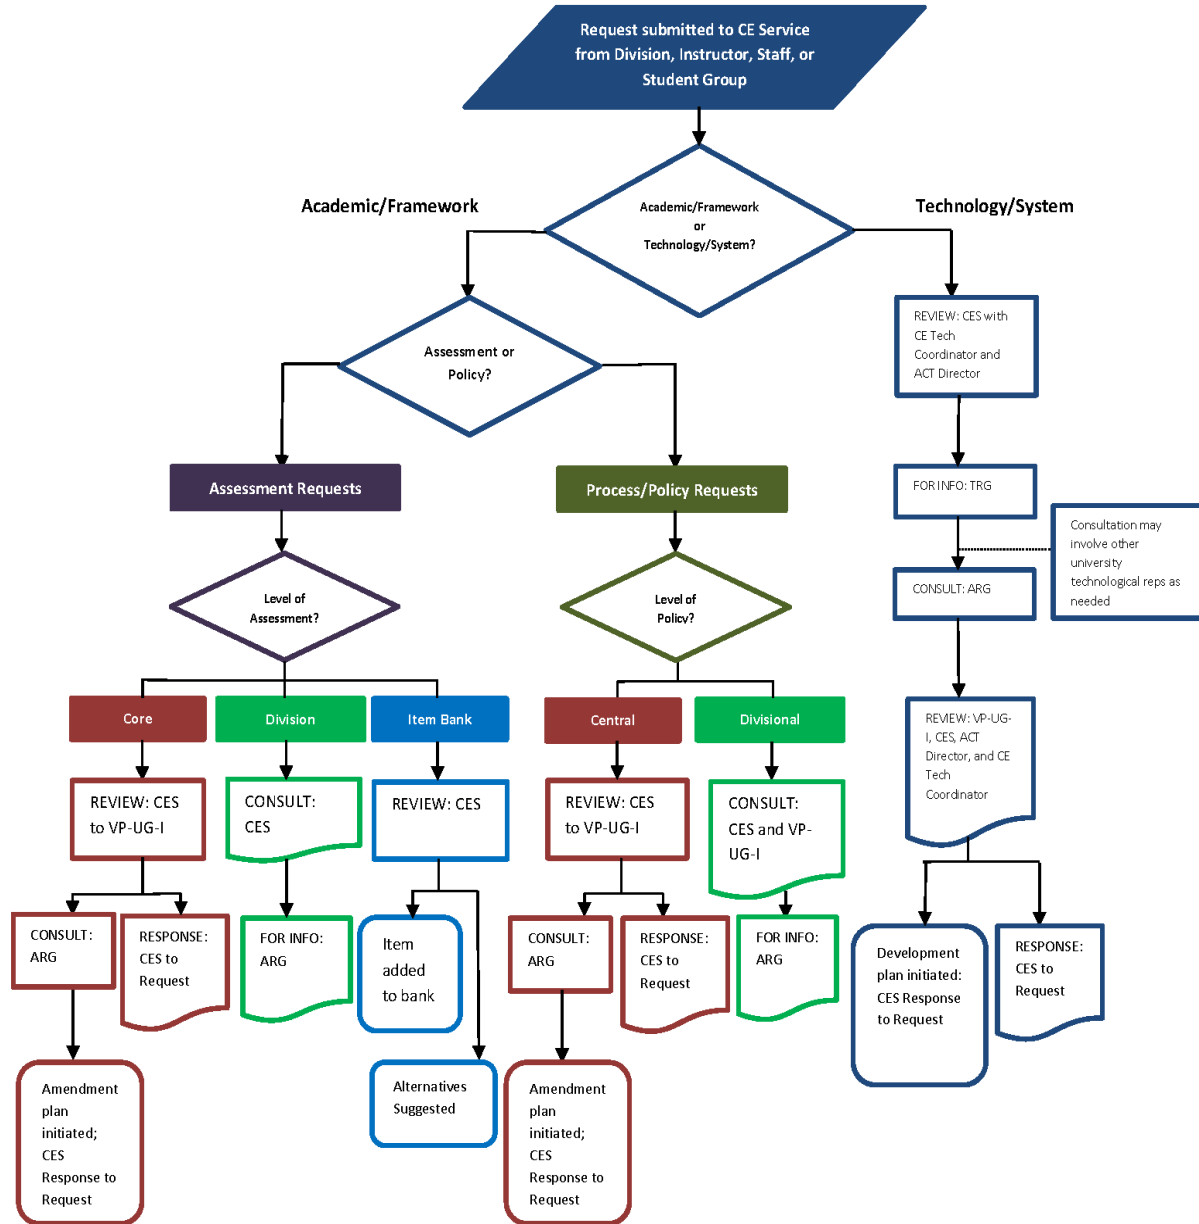 Request submitted to CE Service
from Division, Instructor, Staff, or
Student Group
Academic/Framework
Technology/System
Academic/Framework
or
Technology/System?
REVIEW: CES with
CE Tech
Coordinator and
ACT Director
Assessment or
Policy?
Assessment Requests
Process/Policy Requests
FOR INFO: TRG
Consultation may
involve other
university
technological reps as
needed
CONSULT: ARG
Level of
Assessment?
Level of
Policy?
Core
Division
Item Bank
Central
Divisional
REVIEW: VP-UG-
I, CES, ACT
Director, and CE
Tech
Coordinator
REVIEW: CES
to VP-UG-I
CONSULT:
CES
REVIEW: CES
REVIEW: CES
to VP-UG-I
CONSULT:
CES and VP-
UG-I
CONSULT:
ARG
RESPONSE:
CES to
Request
FOR INFO:
ARG
Item
added
to bank
CONSULT:
ARG
RESPONSE:
CES to
Request
FOR INFO:
ARG
Development
plan initiated:
CES Response
to Request
RESPONSE:
CES to
Request
Amendment
plan
initiated;
CES
Response to
Request
Alternatives
Suggested
Amendment
plan
initiated;
CES
Response to
Request